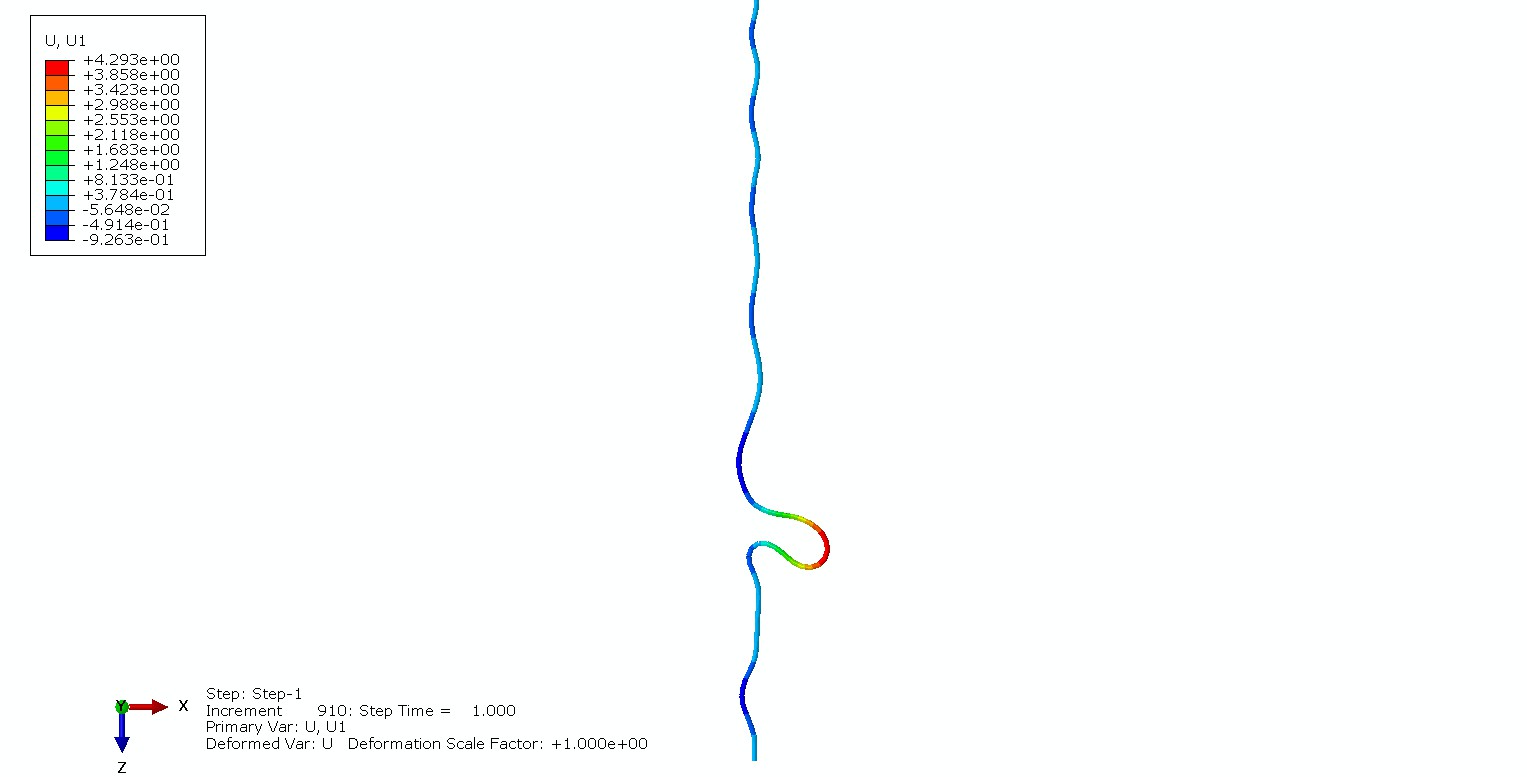 U, U1
+4.293e+00
+3.858e+00
+3.423e+00
+2.988e+00
+2.553e+00
+2.118e+00
+1.683e+00
+1.248e+00
+8.133e-01
+3.784e-01
-5.648e-02
-4.914e-01
-9.263e-01
Y
X
Z
Step: Step-1
Increment 910: Step Time = 1.000
Primary Var: U, U1
Deformed Var: U Deformation Scale Factor: +1.000e+00